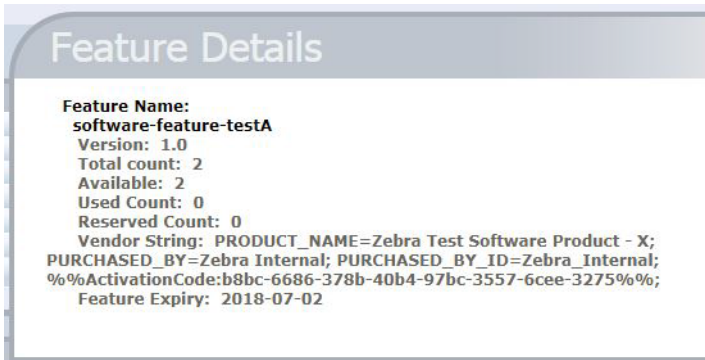 Feature Details
Feature Name:
software-feature-testA
Version: 1.0
Total count: 2
Available: 2
Used Count: 0
Reserved Count: 0
Vendor String: PRODUCT_NAME=Zebra Test Software Product - X;
PURCHASED_BY=Zebra Internal; PURCHASED_BY_ID=Zebra_Internal;
%%ActivationCode:b8bc-6686-378b-40b4-97bc-3557-6cee-3275%%;
Feature Expiry: 2018-07-02